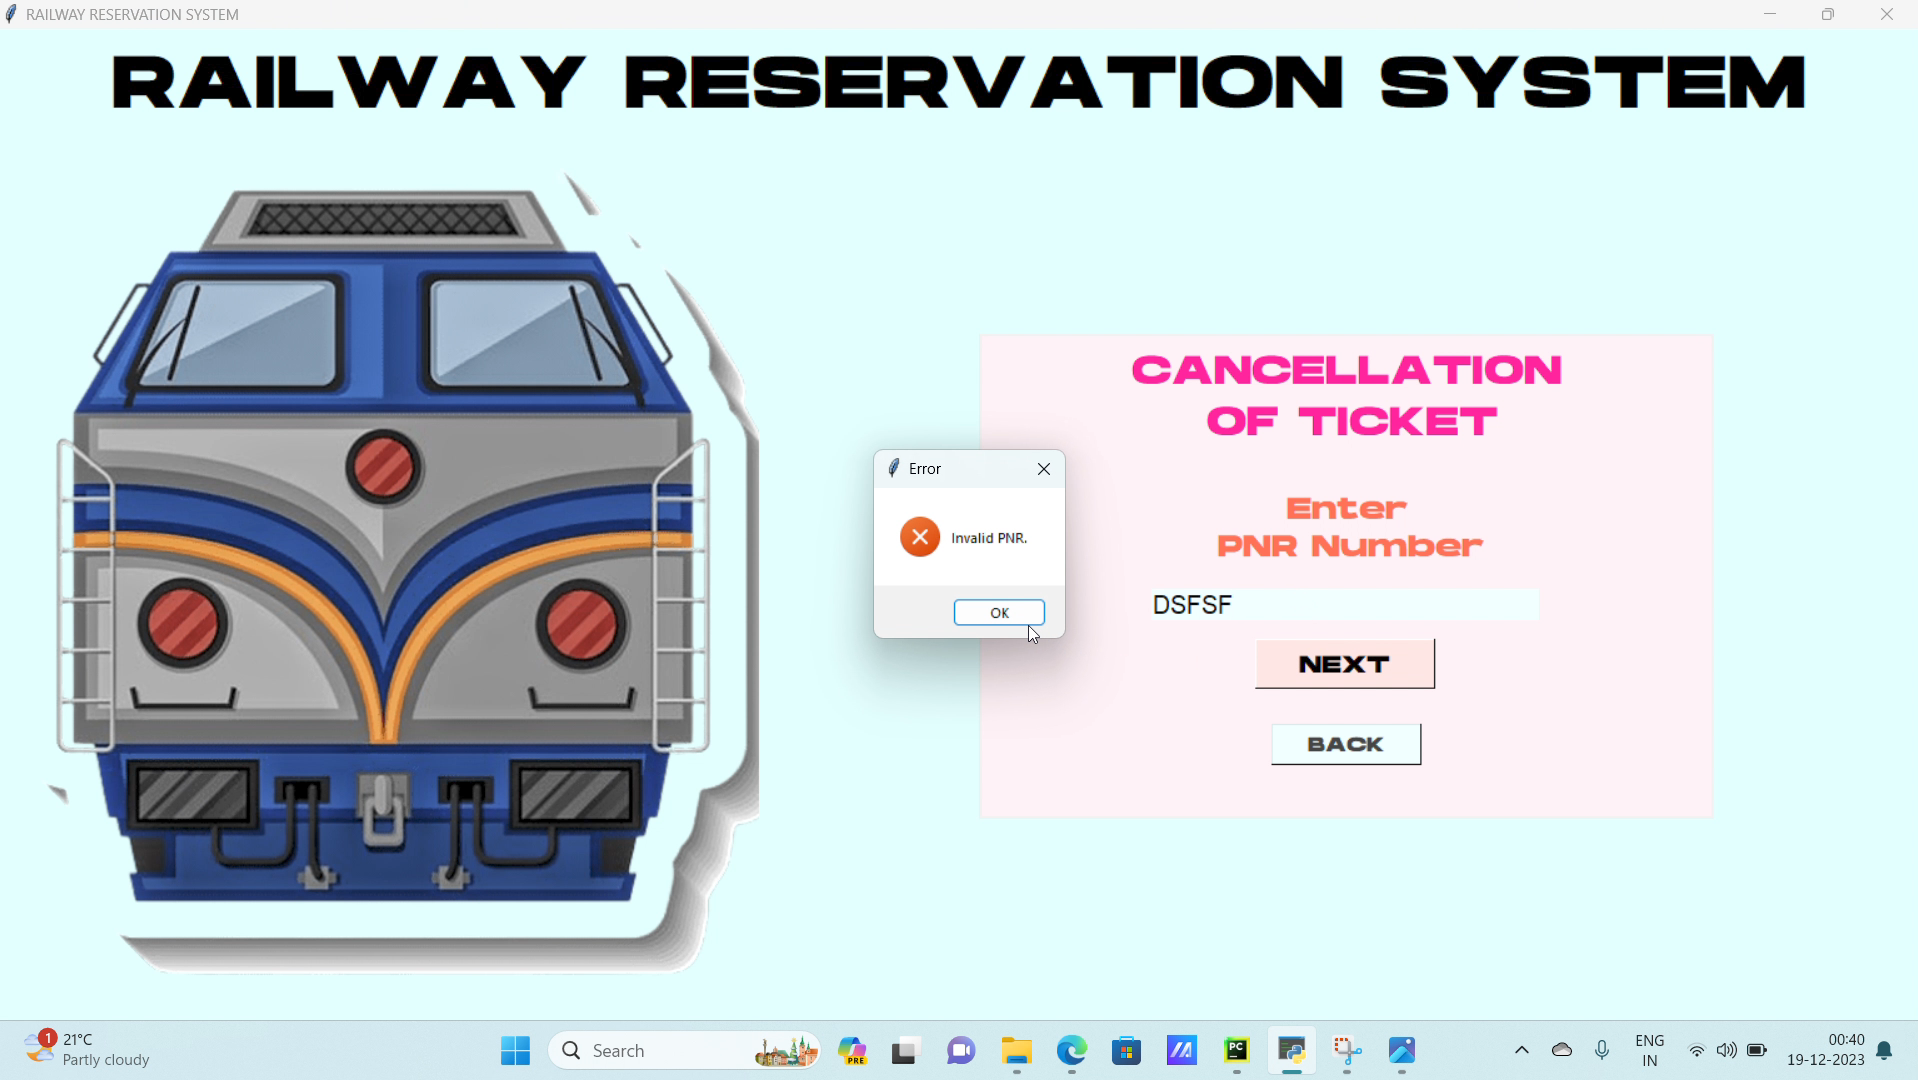 RAILWAY RESERVATION SYSTEM
RAILWAY RESERVATION SYSTEM
CANCELLATION
OF TICKET
Error
Invalid PNR.
OK
Enter
PNR Number
DSFSF
NEXT
BACK
1
21°C
Partly cloudy
Search
PRE
PC
ENG
IN
00:40
19-12-2023